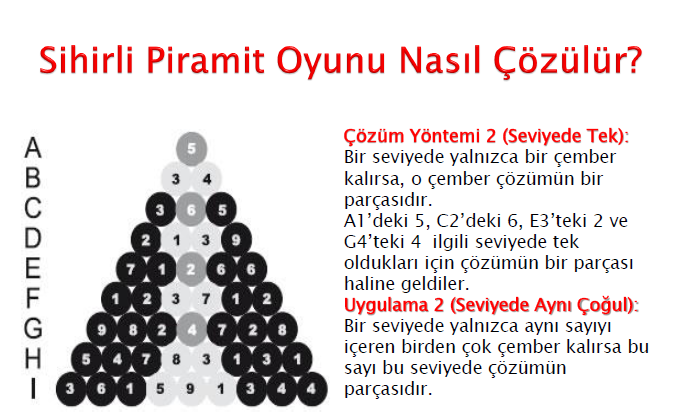 Sihirli Piramit Oyunu Nasıl Çözülür?
A 5
B 3 4
C 3 6 5
D 2 1 3 9
E 7 1 2 6 6
F 1 2 3 7 1 2
G 9 8 2 4 7 2 8
H 5 4 7 8 3 1 3 1
I 3 6 1 5 9 1 3 4 4
Çözüm Yöntemi 2 (Seviyede Tek):
Bir seviyede yalnızca bir çember
kalırsa, o çember çözümün bir
parçasıdır.
A1’deki 5, C2’deki 6, E3’teki 2 ve
G4’teki 4 ilgili seviyede tek
oldukları için çözümün bir parçası
haline geldiler.
Uygulama 2 (Seviyede Aynı Çoğul):
Bir seviyede yalnızca aynı sayıyı
içeren birden çok çember kalırsa bu
sayı bu seviyede çözümün
parçasıdır.